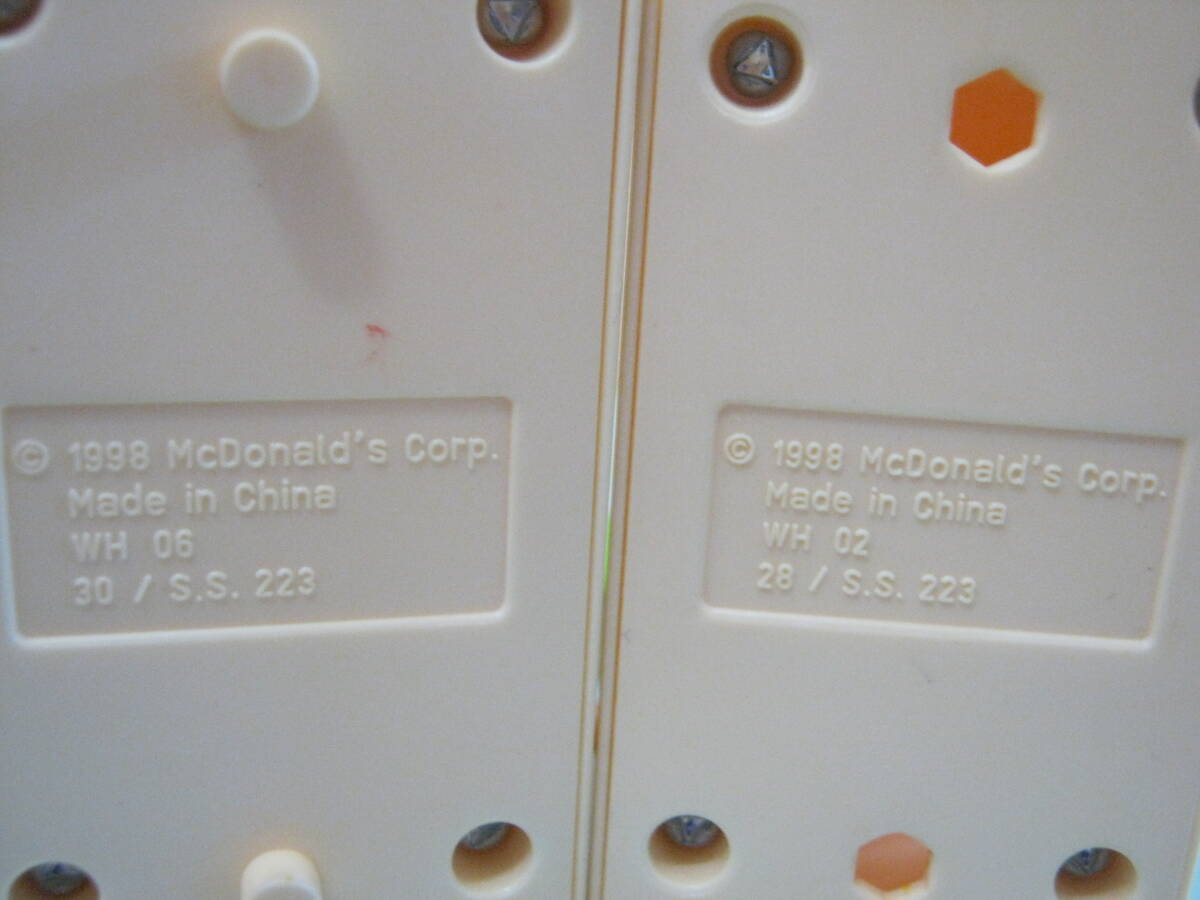 © 1998 McDonald's Corp.
Made in China
WH 06
30 / S.S. 223
© 1998 McDonald's Corp.
Made in China
WH 02
28 / S.S. 223